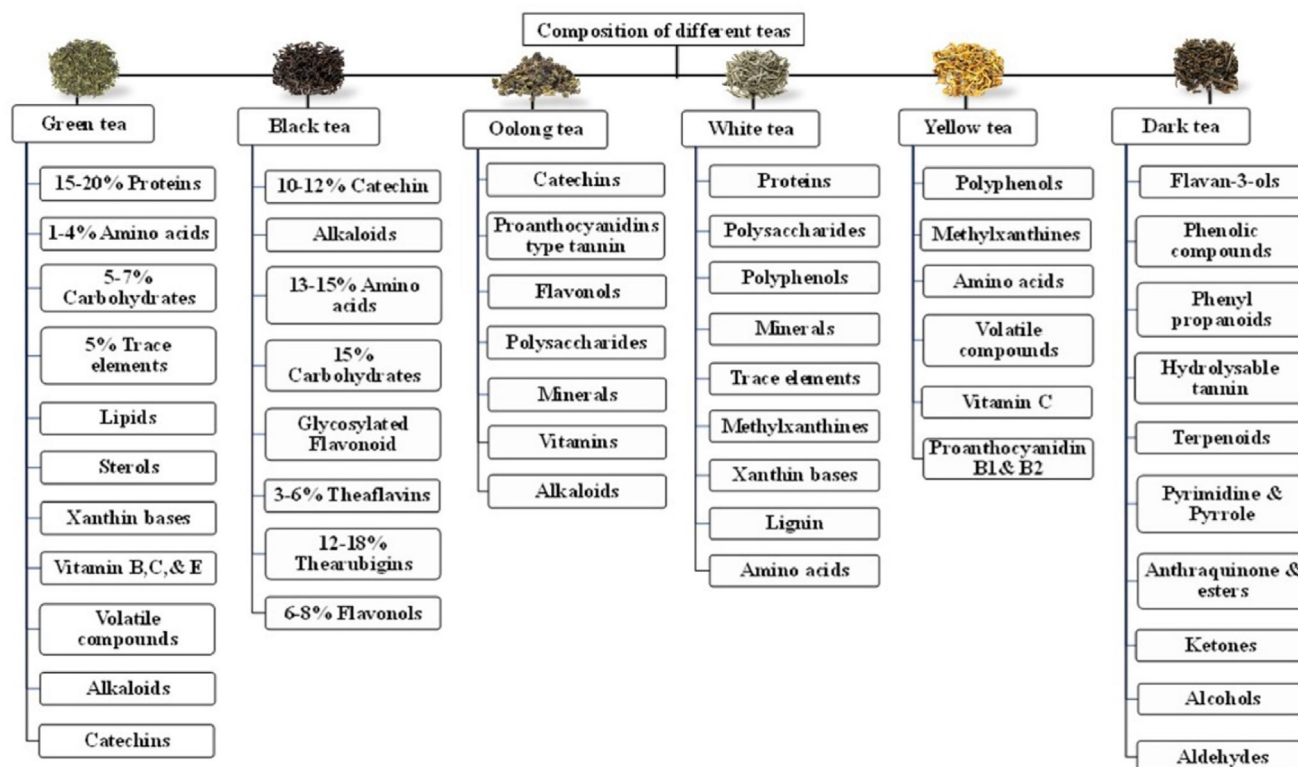 Composition of different teas
Green tea
15-20% Proteins
1-4% Amino acids
5-7%
Carbohydrates
5% Trace
elements
Lipids
Sterols
Xanthin bases
Vitamin B,C,& E
Volatile
compounds
Alkaloids
Catechins
Black tea
10-12% Catechin
Alkaloids
13-15% Amino
acids
15%
Carbohydrates
Glycosylated
Flavonoid
3-6% Theaflavins
12-18%
Thearubigins
6-8% Flavonols
Oolong tea
Catechins
Proanthocyanidins
type tannin
Flavonols
Polysaccharides
Minerals
Vitamins
Alkaloids
White tea
Proteins
Polysaccharides
Polyphenols
Minerals
Trace elements
Methylxanthines
Xanthin bases
Lignin
Amino acids
Yellow tea
Polyphenols
Methylxanthines
Amino acids
Volatile
compounds
Vitamin C
Proanthocyanidin
B1& B2
Dark tea
Flavan-3-ols
Phenolic
compounds
Phenyl
propanoids
Hydrolysable
tannin
Terpenoids
Pyrimidine &
Pyrrole
Anthraquinone &
esters
Ketones
Alcohols
Aldehydes